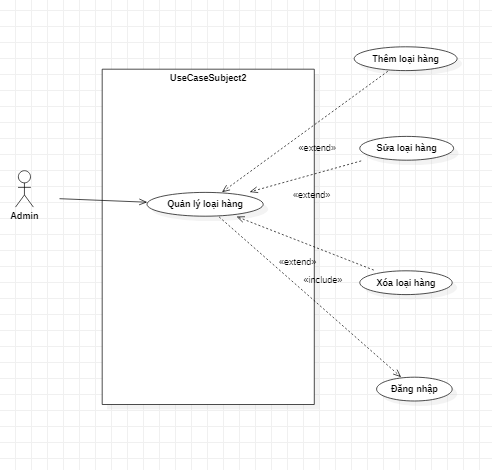 Thêm loại hàng
UseCaseSubject2
«extend»
Sửa loại hàng
«extend»
Quản lý loại hàng
Admin
«extend»
«include»
Xóa loại hàng
Đăng nhập